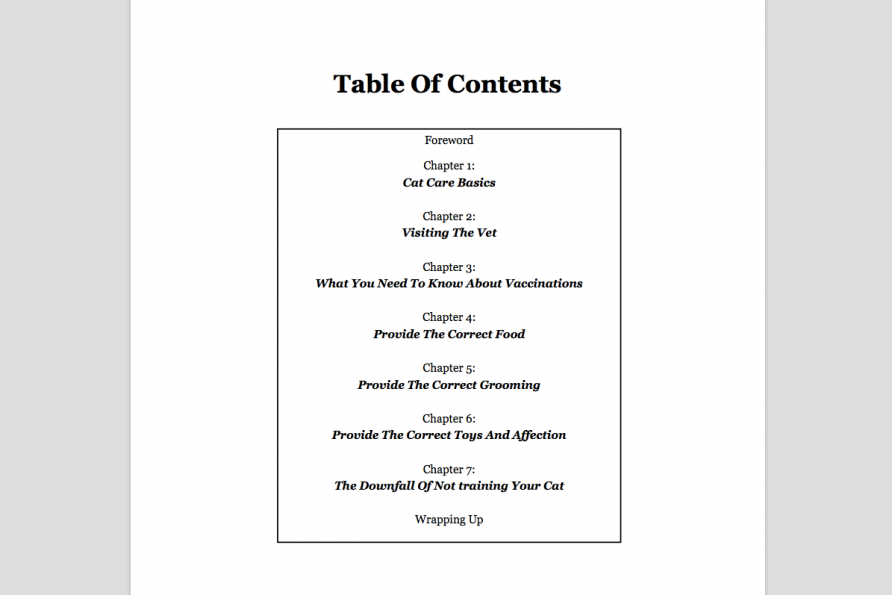 Table Of Contents
Foreword
Chapter 1:
Cat Care Basics
Chapter 2:
Visiting The Vet
Chapter 3:
What You Need To Know About Vaccinations
Chapter 4:
Provide The Correct Food
Chapter 5:
Provide The Correct Grooming
Chapter 6:
Provide The Correct Toys And Affection
Chapter 7:
The Downfall Of Not training Your Cat
Wrapping Up